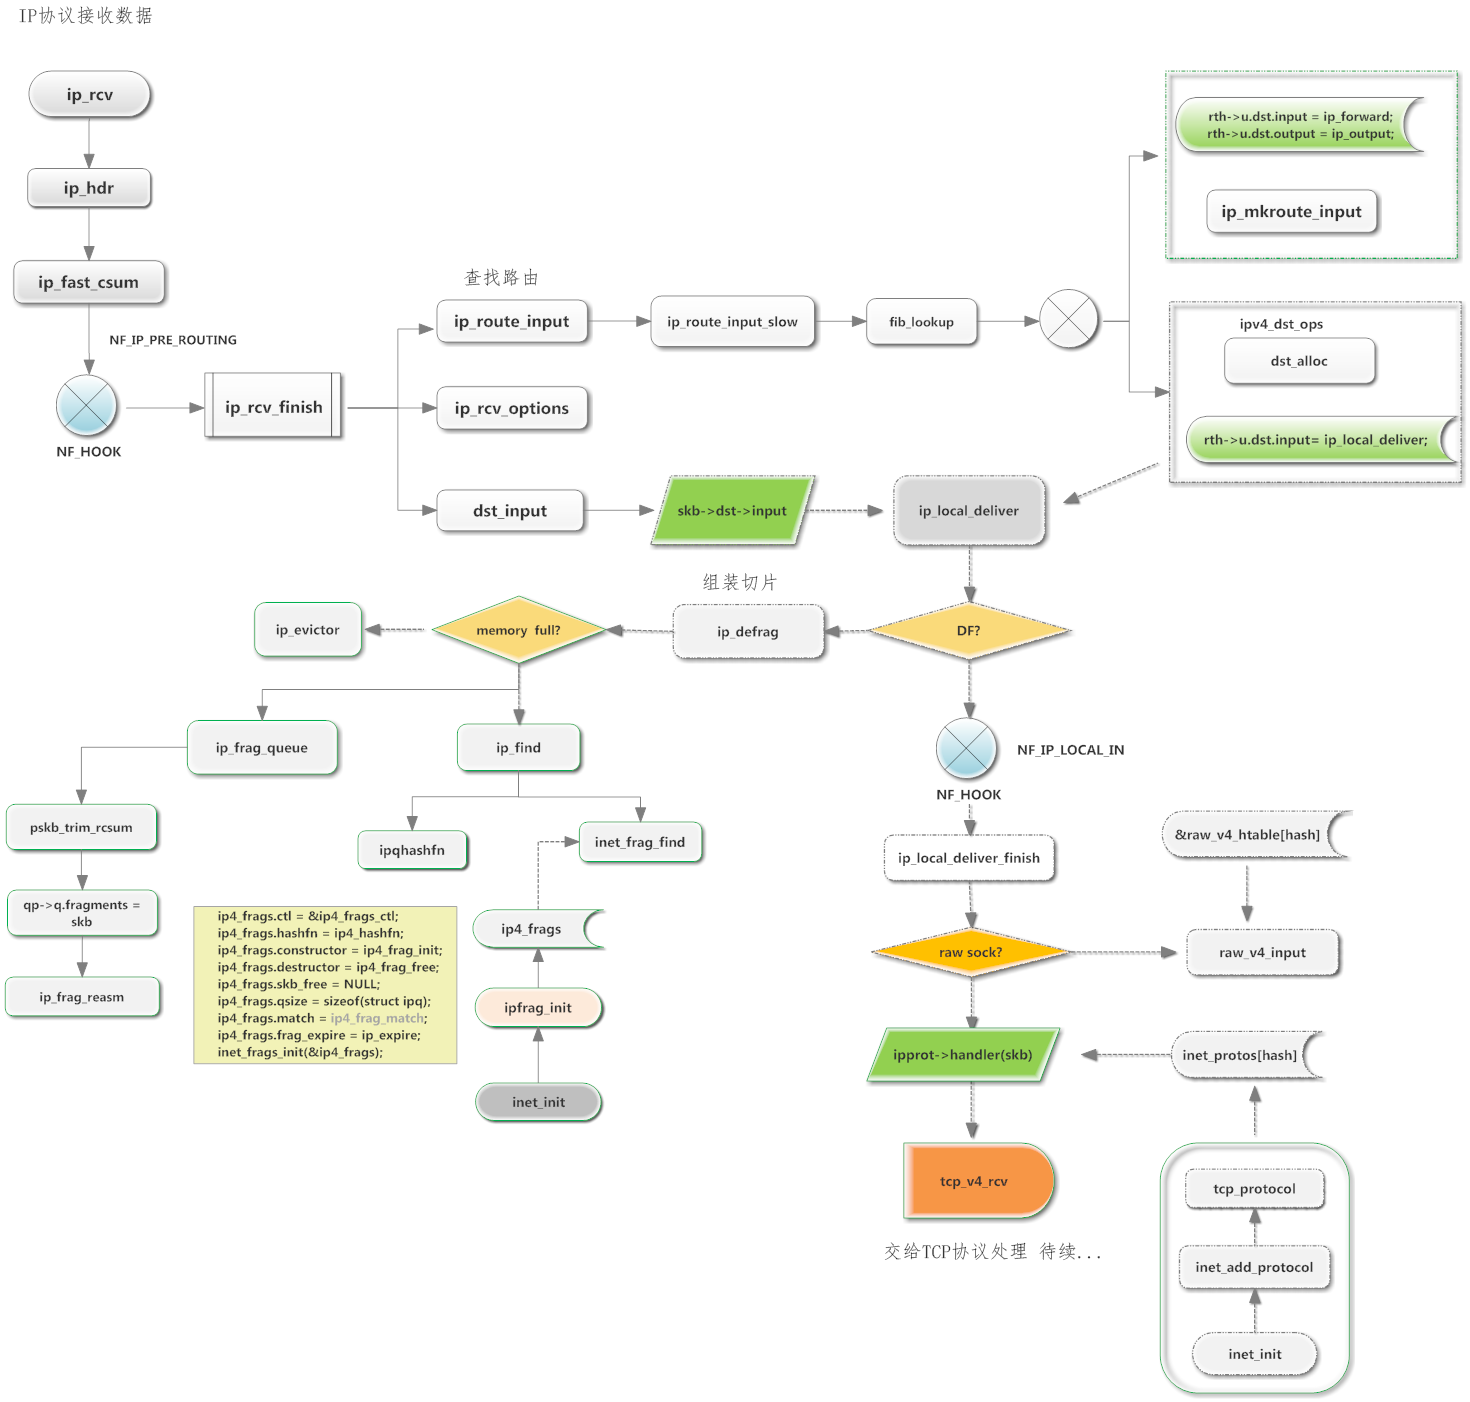 IP协议接收数据
ip_rcv
ip_hdr
ip_fast_csum
NF_IP_PRE_ROUTING
NF_HOOK
ip_rcv_finish
查找路由
ip_route_input
ip_route_input_slow
fib_lookup
rth->u.dst.input = ip_forward;
rth->u.dst.output = ip_output;
ip_mkroute_input
ipv4_dst_ops
dst_alloc
rth->u.dst.input= ip_local_deliver;
ip_rcv_options
dst_input
skb->dst->input
ip_local_deliver
组装切片
DF?
ip_defrag
memory full?
ip_evictor
ip_frag_queue
ip_find
pskb_trim_rcsum
qp->q.fragments =
skb
ip_frag_reasm
ipqhashfn
inet_frag_find
ip4_frags.ctl = &ip4_frags_ctl;
ip4_frags.hashfn = ip4_hashfn;
ip4_frags.constructor = ip4_frag_init;
ip4_frags.destructor = ip4_frag_free;
ip4_frags.skb_free = NULL;
ip4_frags.qsize = sizeof(struct ipq);
ip4_frags.match = ip4_frag_match;
ip4_frags.frag_expire = ip_expire;
inet_frags_init(&ip4_frags);
ip4_frags
ipfrag_init
inet_init
NF_IP_LOCAL_IN
NF_HOOK
ip_local_deliver_finish
&raw_v4_htable[hash]
raw sock?
raw_v4_input
ipprot->handler(skb)
inet_protos[hash]
tcp_v4_rcv
交给TCP协议处理 待续...
tcp_protocol
inet_add_protocol
inet_init